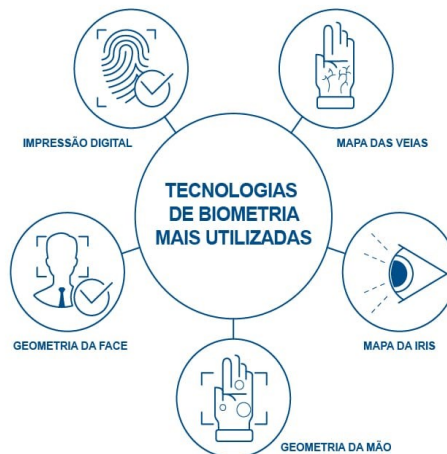 IMPRESSÃO DIGITAL
MAPA DAS VEIAS
TECNOLOGIAS
DE BIOMETRIA
MAIS UTILIZADAS
GEOMETRIA DA FACE
MAPA DA IRIS
GEOMETRIA DA MÃO